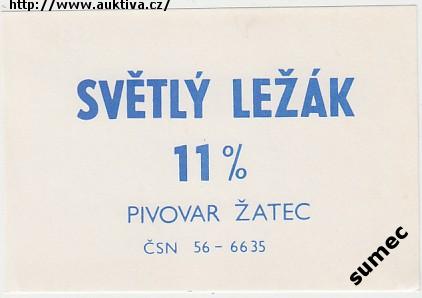 http://www.auktiva.cz/
SVĚTLÝ LEŽÁK
11%
PIVOVAR ŽATEC
ČSN 56-6635
sumec